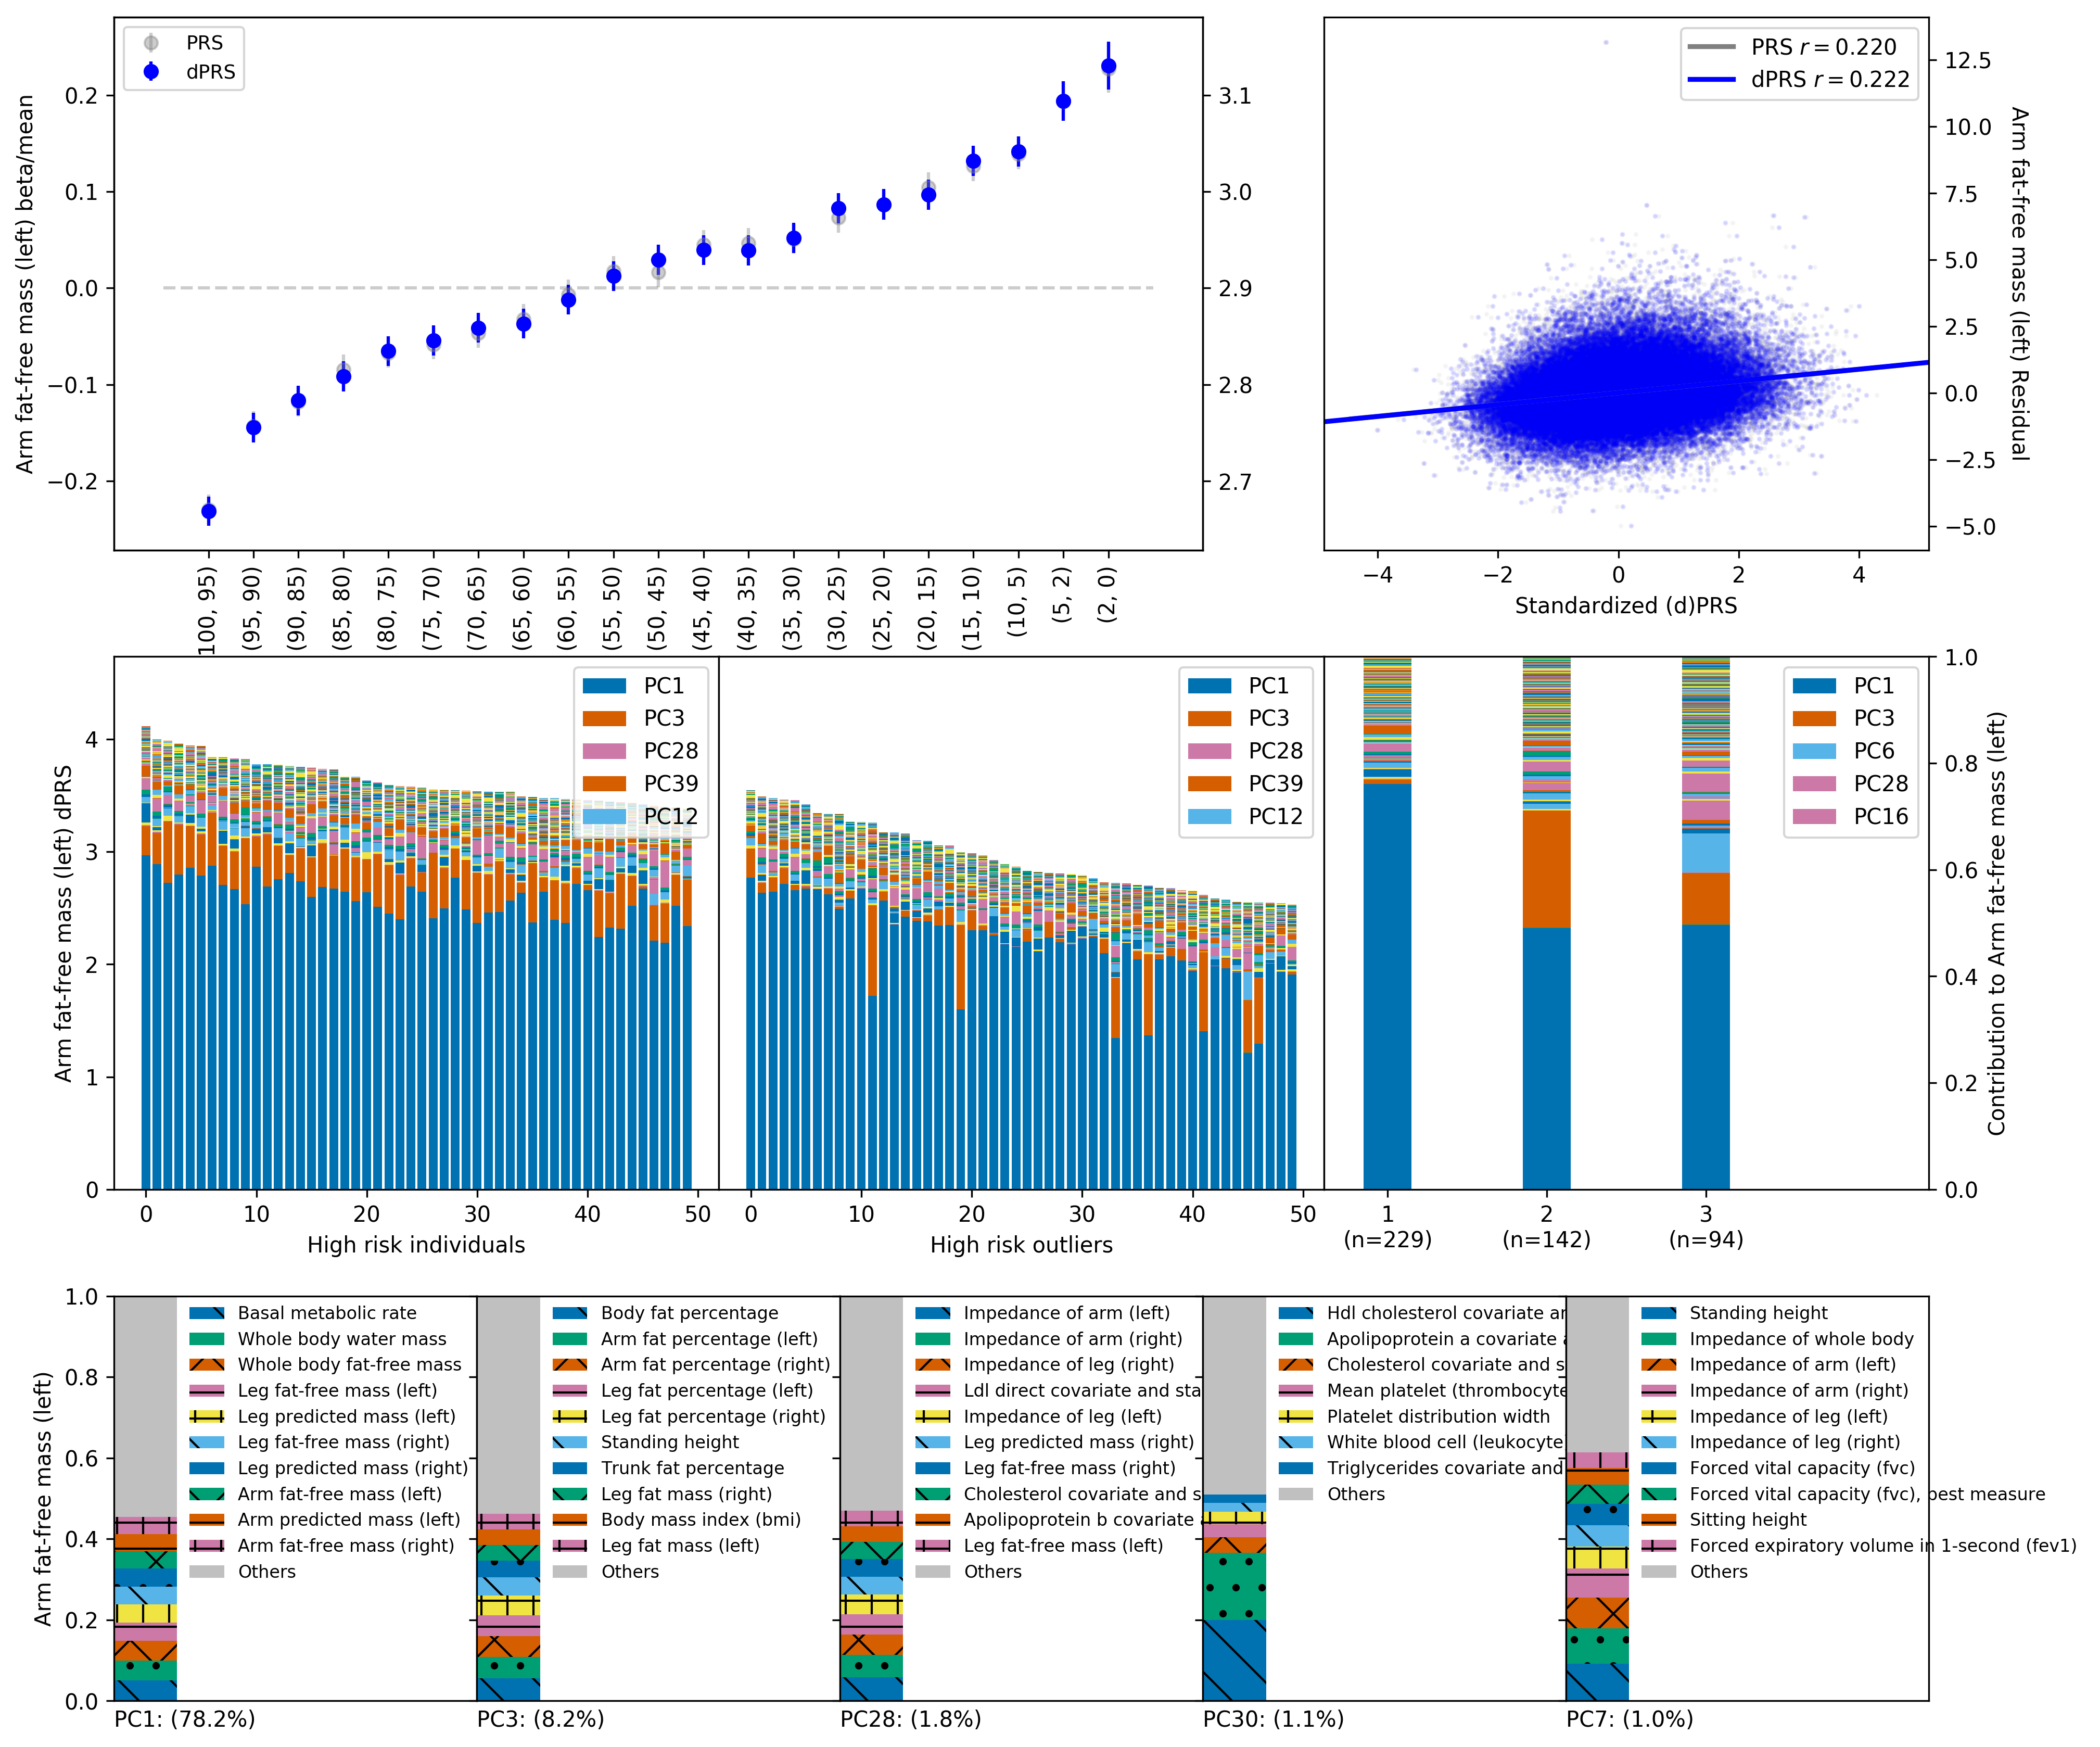 PRS
dPRS
0.2
0.1
0.0
−0.1
−0.2
Arm fat-free mass (left) beta/mean
3.1
3.0
2.9
2.8
2.7
100, 95)
(95, 90)
(90, 85)
(85, 80)
(80, 75)
(75, 70)
(70, 65)
(65, 60)
(60, 55)
(55, 50)
(50, 45)
(45, 40)
(40, 35)
(35, 30)
(30, 25)
(25, 20)
(20, 15)
(15, 10)
(10, 5)
(5, 2)
(2, 0)
PRS r = 0.220
dPRS r = 0.222
12.5
10.0
7.5
5.0
2.5
0.0
−2.5
−5.0
Arm fat-free mass (left) Residual
−4 −2 0 2 4
Standardized (d)PRS
Arm fat-free mass (left) dPRS
4
3
2
1
0
PC1
PC3
PC28
PC39
PC12
0 10 20 30 40 50
High risk individuals
PC1
PC3
PC28
PC39
PC12
0 10 20 30 40 50
High risk outliers
PC1
PC3
PC6
PC28
PC16
1.0
0.8
0.6
0.4
0.2
0.0
Contribution to Arm fat-free mass (left)
1
(n=229)
2
(n=142)
3
(n=94)
Arm fat-free mass (left)
1.0
0.8
0.6
0.4
0.2
0.0
Basal metabolic rate
Whole body water mass
Whole body fat-free mass
Leg fat-free mass (left)
Leg predicted mass (left)
Leg fat-free mass (right)
Leg predicted mass (right)
Arm fat-free mass (left)
Arm predicted mass (left)
Arm fat-free mass (right)
Others
PC1: (78.2%)
Body fat percentage
Arm fat percentage (left)
Arm fat percentage (right)
Leg fat percentage (left)
Leg fat percentage (right)
Standing height
Trunk fat percentage
Leg fat mass (right)
Body mass index (bmi)
Leg fat mass (left)
Others
PC3: (8.2%)
Impedance of arm (left)
Impedance of arm (right)
Impedance of leg (right)
Ldl direct covariate and sta
Impedance of leg (left)
Leg predicted mass (right)
Leg fat-free mass (right)
Cholesterol covariate and s
Apolipoprotein b covariate
Leg fat-free mass (left)
Others
PC28: (1.8%)
Hdl cholesterol covariate ar
Apolipoprotein a covariate
Cholesterol covariate and s
Mean platelet (thrombocyte
Platelet distribution width
White blood cell (leukocyte
Triglycerides covariate and
Others
PC30: (1.1%)
Standing height
Impedance of whole body
Impedance of arm (left)
Impedance of arm (right)
Impedance of leg (left)
Impedance of leg (right)
Forced vital capacity (fvc)
Forced vital capacity (fvc), best measure
Sitting height
Forced expiratory volume in 1-second (fev1)
Others
PC7: (1.0%)